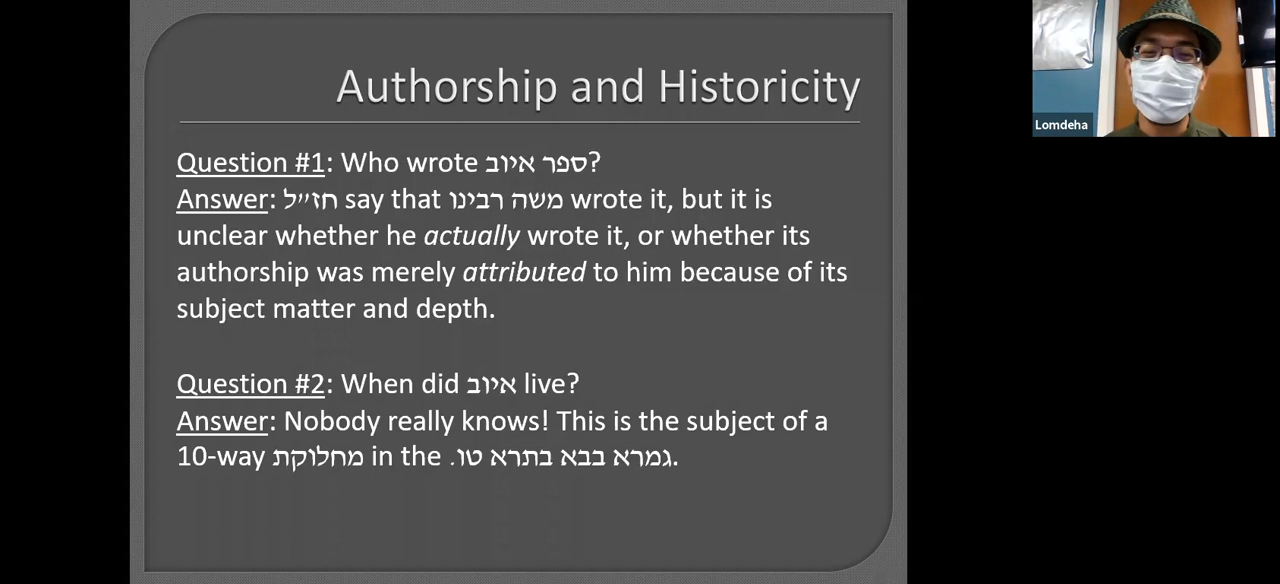 Authorship and Historicity
Question #1: Who wrote ספר איוב?
Answer: חז״ל say that משה רבינו wrote it, but it is
unclear whether he actually wrote it, or whether its
authorship was merely attributed to him because of its
subject matter and depth.
Question #2: When did איוב live?
Answer: Nobody really knows! This is the subject of a
10-way מחלוקת in the גמרא בבא בתרא טו..
Lomdeha